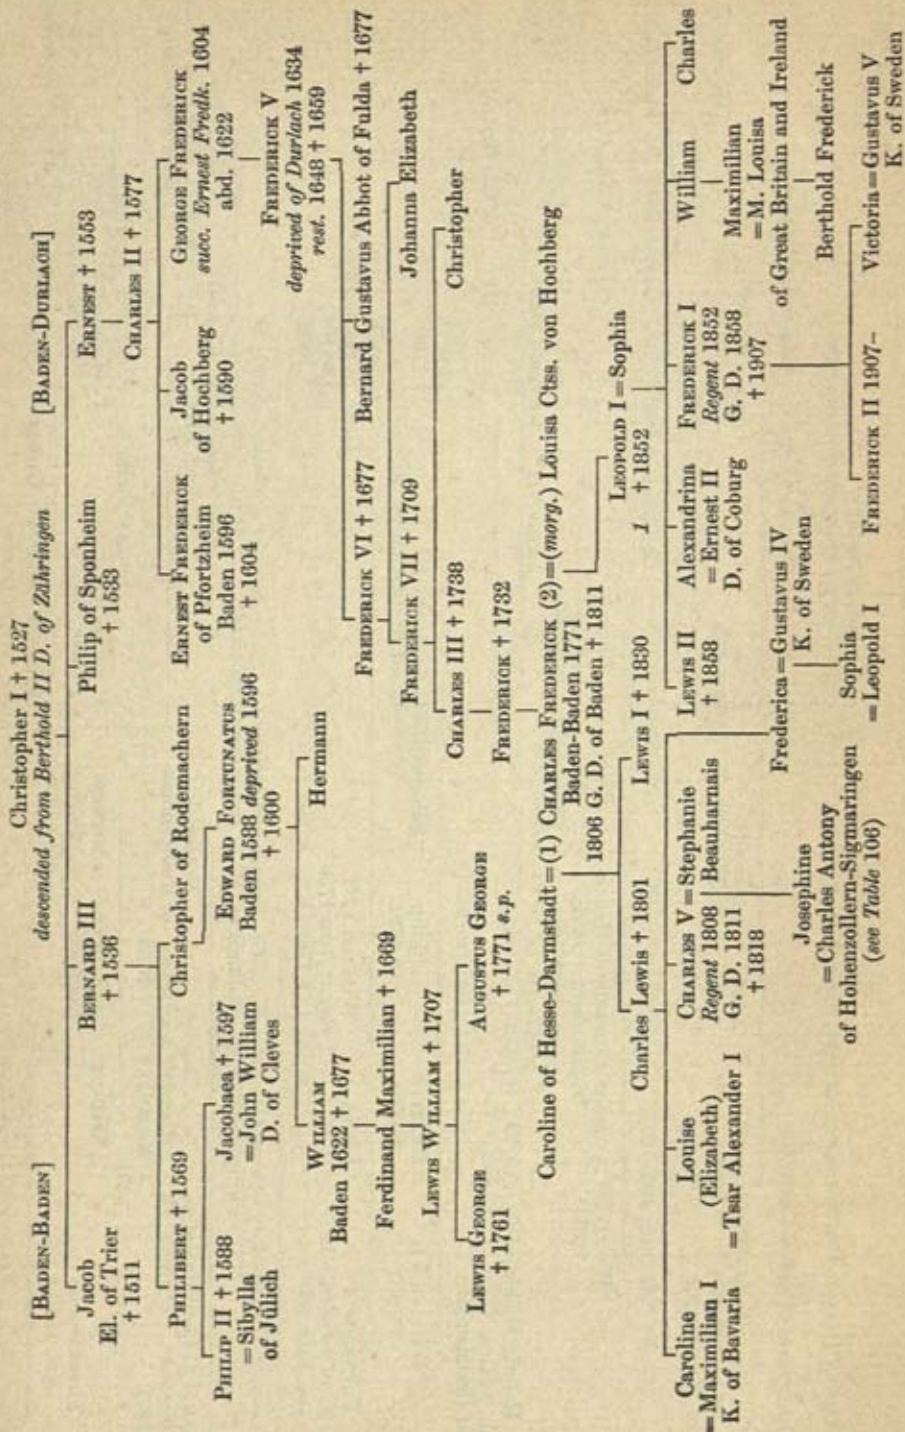 Christopher I † 1527
[BADEN-BADEN] descended from Berthold II D. of Zähringen [BADEN-DURLACH]
Jacob
El. of Trier
† 1511
BERNARD III
† 1536
Philip of Sponheim
† 1533
ERNEST † 1553
CHARLES II † 1577
PHILIBERT † 1569
Christopher of Rodemachern
ERNEST FREDERICK
of Pfortzheim
Baden 1596
† 1604
Jacob
of Hochberg
† 1590
GEORGE FREDERICK
succ. Ernest Fredk. 1604
abd. 1622
PHILIP II † 1588
=Sibylla
of Jülich
Jacobaea † 1597
=John William
D. of Cleves
EDWARD FORTUNATUS
Baden 1588 deprived 1596
† 1600
FREDERICK V
deprived of Durlach 1634
rest. 1648 † 1659
WILLIAM
Baden 1622 † 1677
Hermann
FREDERICK VI † 1677
Bernard Gustavus Abbot of Fulda † 1677
Ferdinand Maximilian † 1669
FREDERICK VII † 1709
Johanna Elizabeth
LEWIS WILLIAM † 1707
CHARLES III † 1738
Christopher
LEWIS GEORGE
† 1761
AUGUSTUS GEORGE
† 1771 s.p.
FREDERICK † 1732
Caroline of Hesse-Darmstadt=(1) CHARLES FREDERICK (2)=(morg.) Louisa Ctss. von Hochberg
Baden-Baden 1771
1806 G. D. of Baden † 1811
Charles Lewis † 1801
LEWIS I † 1830
LEOPOLD I=Sophia
1 † 1852
Caroline
=Maximilian I
K. of Bavaria
Louise
(Elizabeth)
=Tsar Alexander I
CHARLES V=Stephanie
Regent 1808 Beauharnais
G. D. 1811
† 1818
LEWIS II
† 1858
Alexandrina
=Ernest II
D. of Coburg
FREDERICK I
Regent 1852
G. D. 1858
† 1907
William
Charles
Maximilian
=M. Louisa
of Great Britain and Ireland
Frederica=Gustavus IV
K. of Sweden
Josephine
=Charles Antony
of Hohenzollern-Sigmaringen
(see Table 106)
Sophia
=Leopold I
Berthold Frederick
FREDERICK II 1907–
Victoria=Gustavus V
K. of Sweden